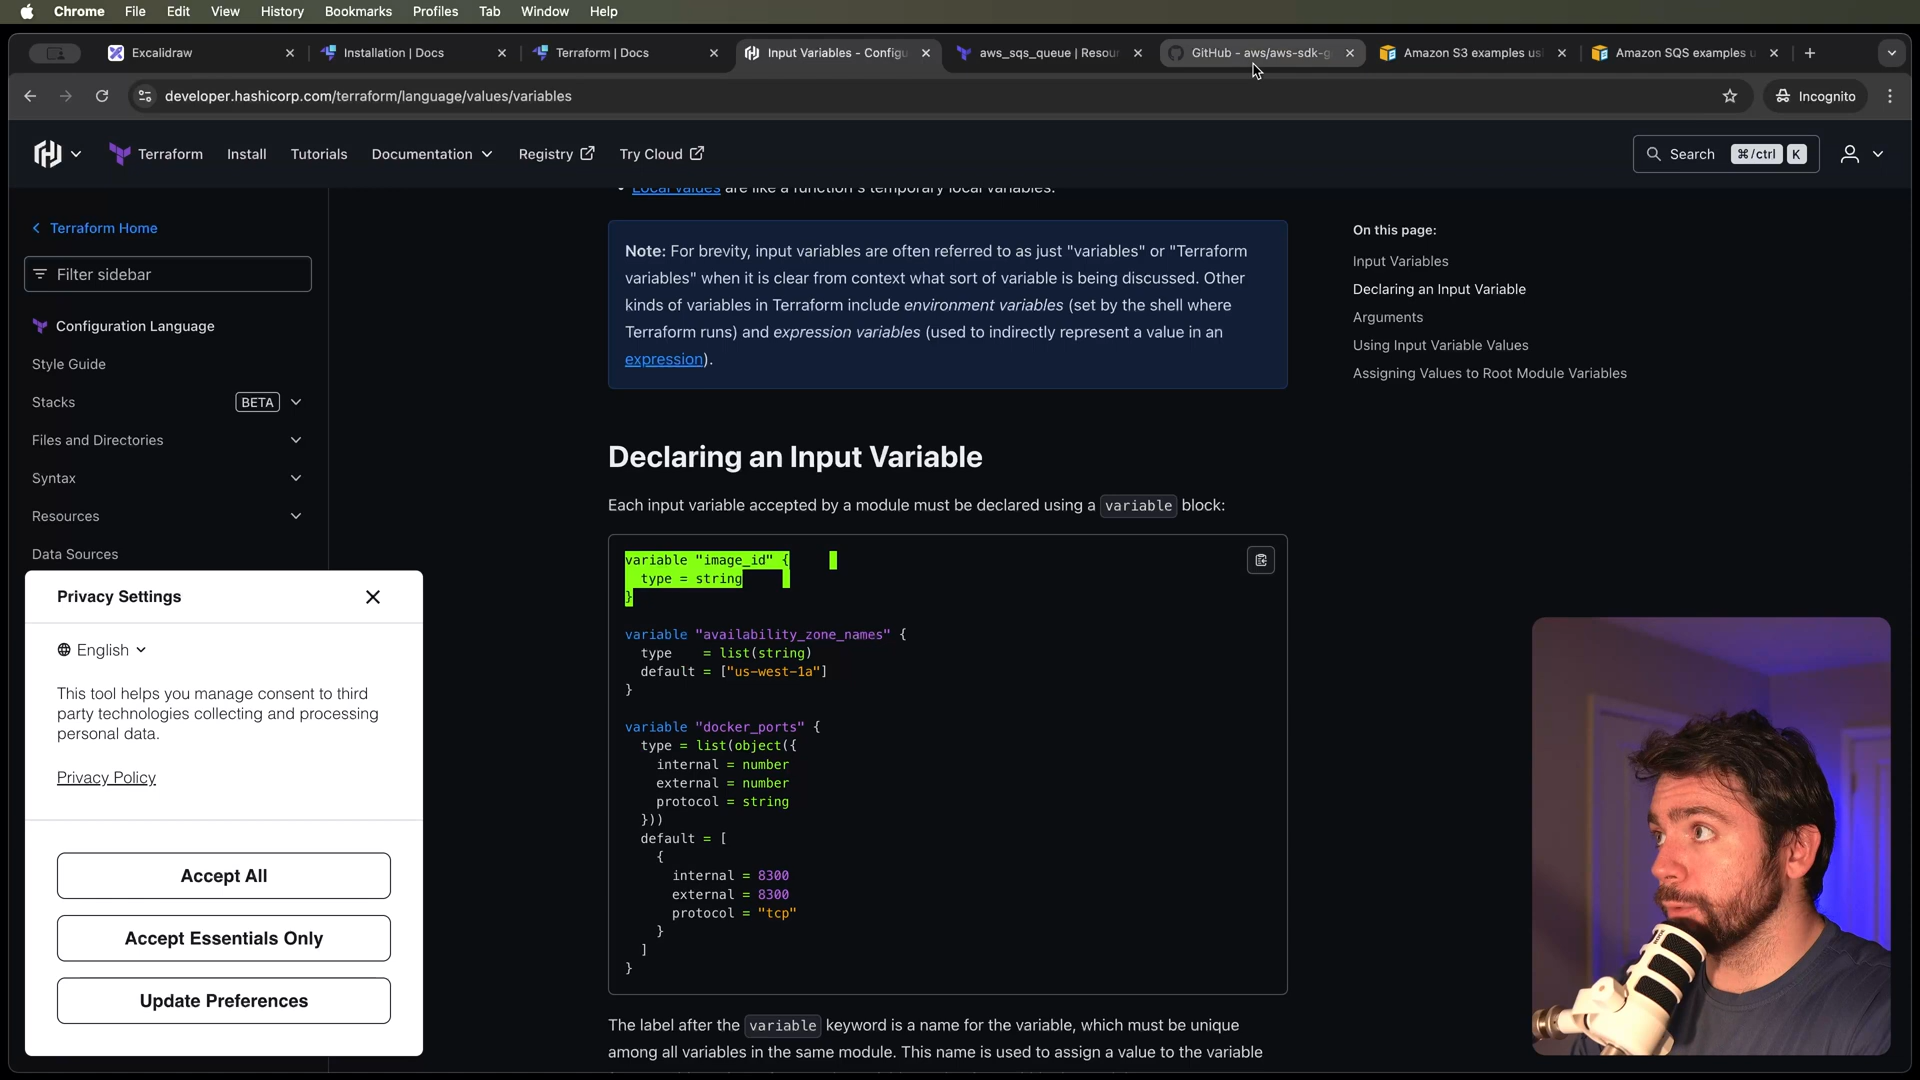 Chrome File Edit View History Bookmarks Profiles Tab Window Help
Excalidraw
Installation | Docs
Terraform | Docs
Input Variables - Configu
aws_sqs_queue | Resour
GitHub - aws/aws-sdk-g
Amazon S3 examples us
Amazon SQS examples u
developer.hashicorp.com/terraform/language/values/variables
Incognito
Terraform
Install
Tutorials
Documentation
Registry
Try Cloud
Search
⌘/ctrl
K
Terraform Home
Filter sidebar
Configuration Language
Style Guide
Stacks
BETA
Files and Directories
Syntax
Resources
Data Sources
Privacy Settings
English
This tool helps you manage consent to third
party technologies collecting and processing
personal data.
Privacy Policy
Accept All
Accept Essentials Only
Update Preferences
• Local values are like a function's temporary local variables.
Note: For brevity, input variables are often referred to as just "variables" or "Terraform
variables" when it is clear from context what sort of variable is being discussed. Other
kinds of variables in Terraform include environment variables (set by the shell where
Terraform runs) and expression variables (used to indirectly represent a value in an
expression).
Declaring an Input Variable
Each input variable accepted by a module must be declared using a variable block:
variable "image_id" {
  type = string
}
variable "availability_zone_names" {
  type    = list(string)
  default = ["us-west-1a"]
}
variable "docker_ports" {
  type = list(object({
    internal = number
    external = number
    protocol = string
  }))
  default = [
    {
      internal = 8300
      external = 8300
      protocol = "tcp"
    }
  ]
}
The label after the variable keyword is a name for the variable, which must be unique
among all variables in the same module. This name is used to assign a value to the variable
On this page:
Input Variables
Declaring an Input Variable
Arguments
Using Input Variable Values
Assigning Values to Root Module Variables